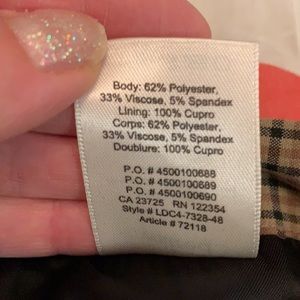 Body: 62% Polyester,
33% Viscose, 5% Spandex
Lining: 100% Cupro
Corps: 62% Polyester,
33% Viscose, 5% Spandex
Doublure: 100% Cupro
P.O. # 4500100688
P.O. # 4500100689
P.O. # 4500100690
CA 23725 RN 122354
Style # LDC4-7328-48
Article # 72118